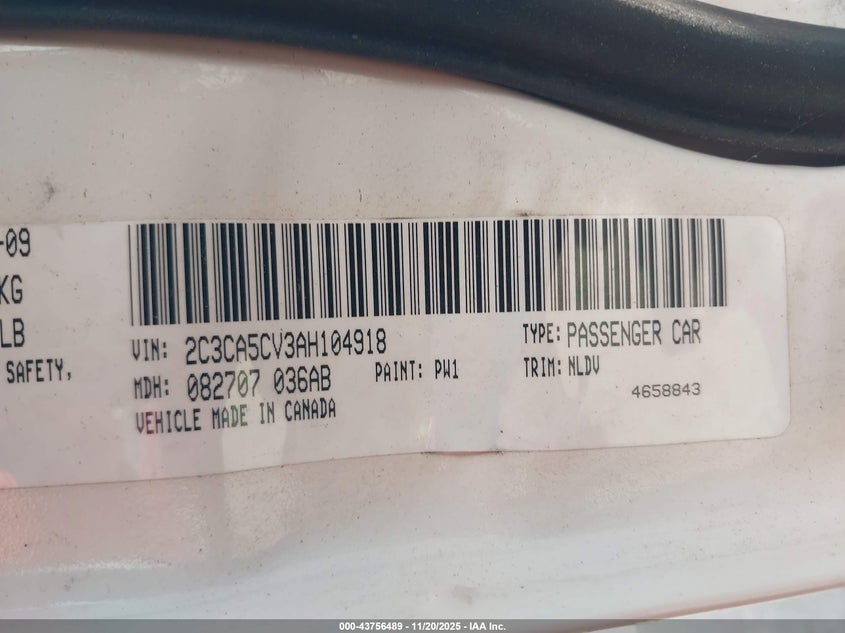 -09
KG
LB
SAFETY,
VIN: 2C3CA5CV3AH104918
TYPE: PASSENGER CAR
MDH: 082707 036AB
PAINT: PW1
TRIM: NLDV
VEHICLE MADE IN CANADA
4658843
000-43756489 - 11/20/2025 - IAA Inc.